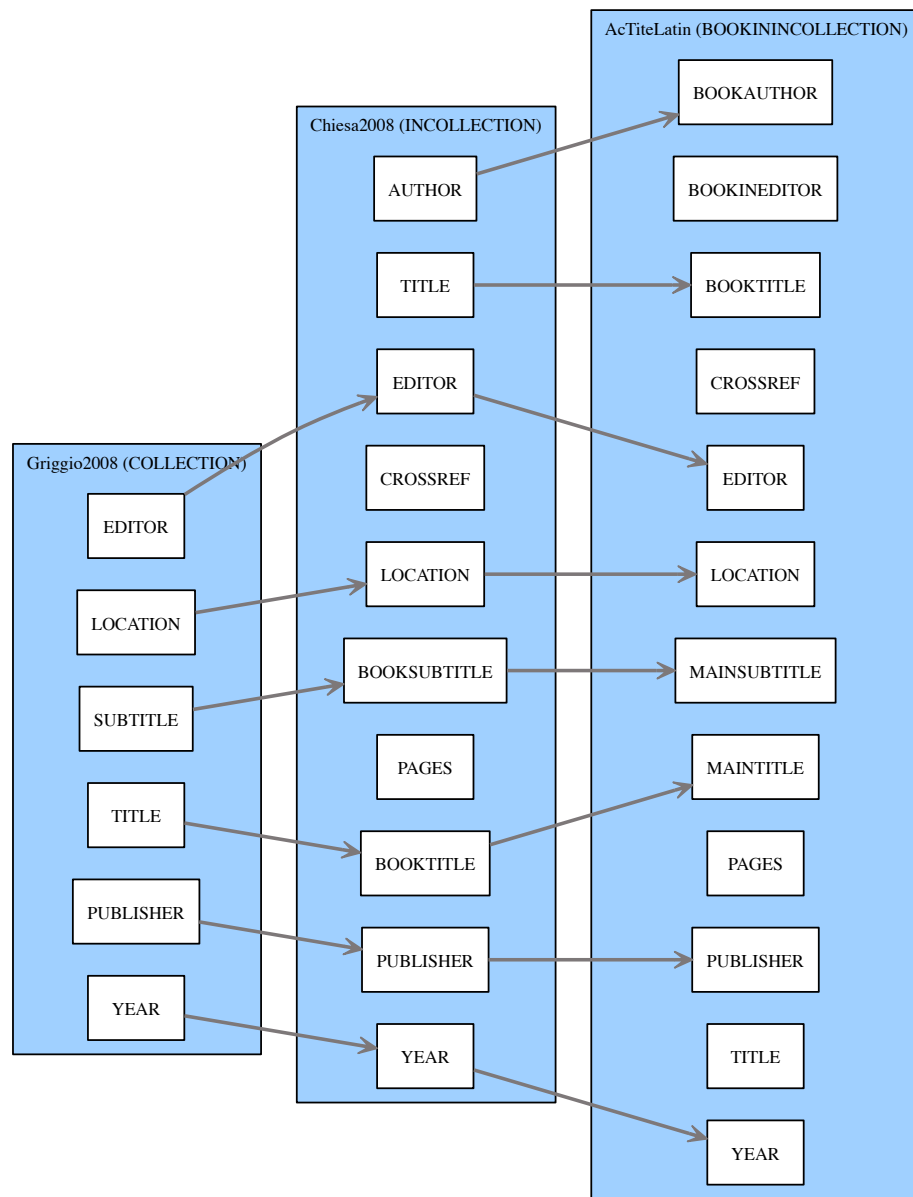 Griggio2008 (COLLECTION)
EDITOR
LOCATION
SUBTITLE
TITLE
PUBLISHER
YEAR
Chiesa2008 (INCOLLECTION)
AUTHOR
TITLE
EDITOR
CROSSREF
LOCATION
BOOKSUBTITLE
PAGES
BOOKTITLE
PUBLISHER
YEAR
AcTiteLatin (BOOKININCOLLECTION)
BOOKAUTHOR
BOOKINEDITOR
BOOKTITLE
CROSSREF
EDITOR
LOCATION
MAINSUBTITLE
MAINTITLE
PAGES
PUBLISHER
TITLE
YEAR